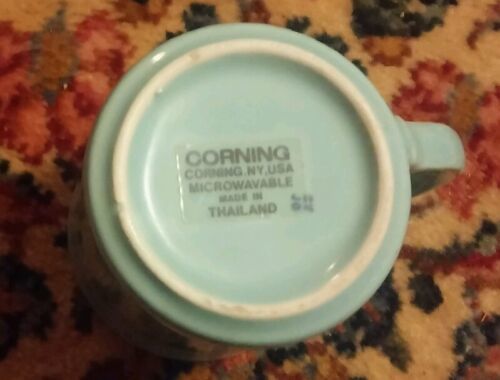 CORNING
CORNING.NY,USA
MICROWAVABLE
MADE IN
THAILAND